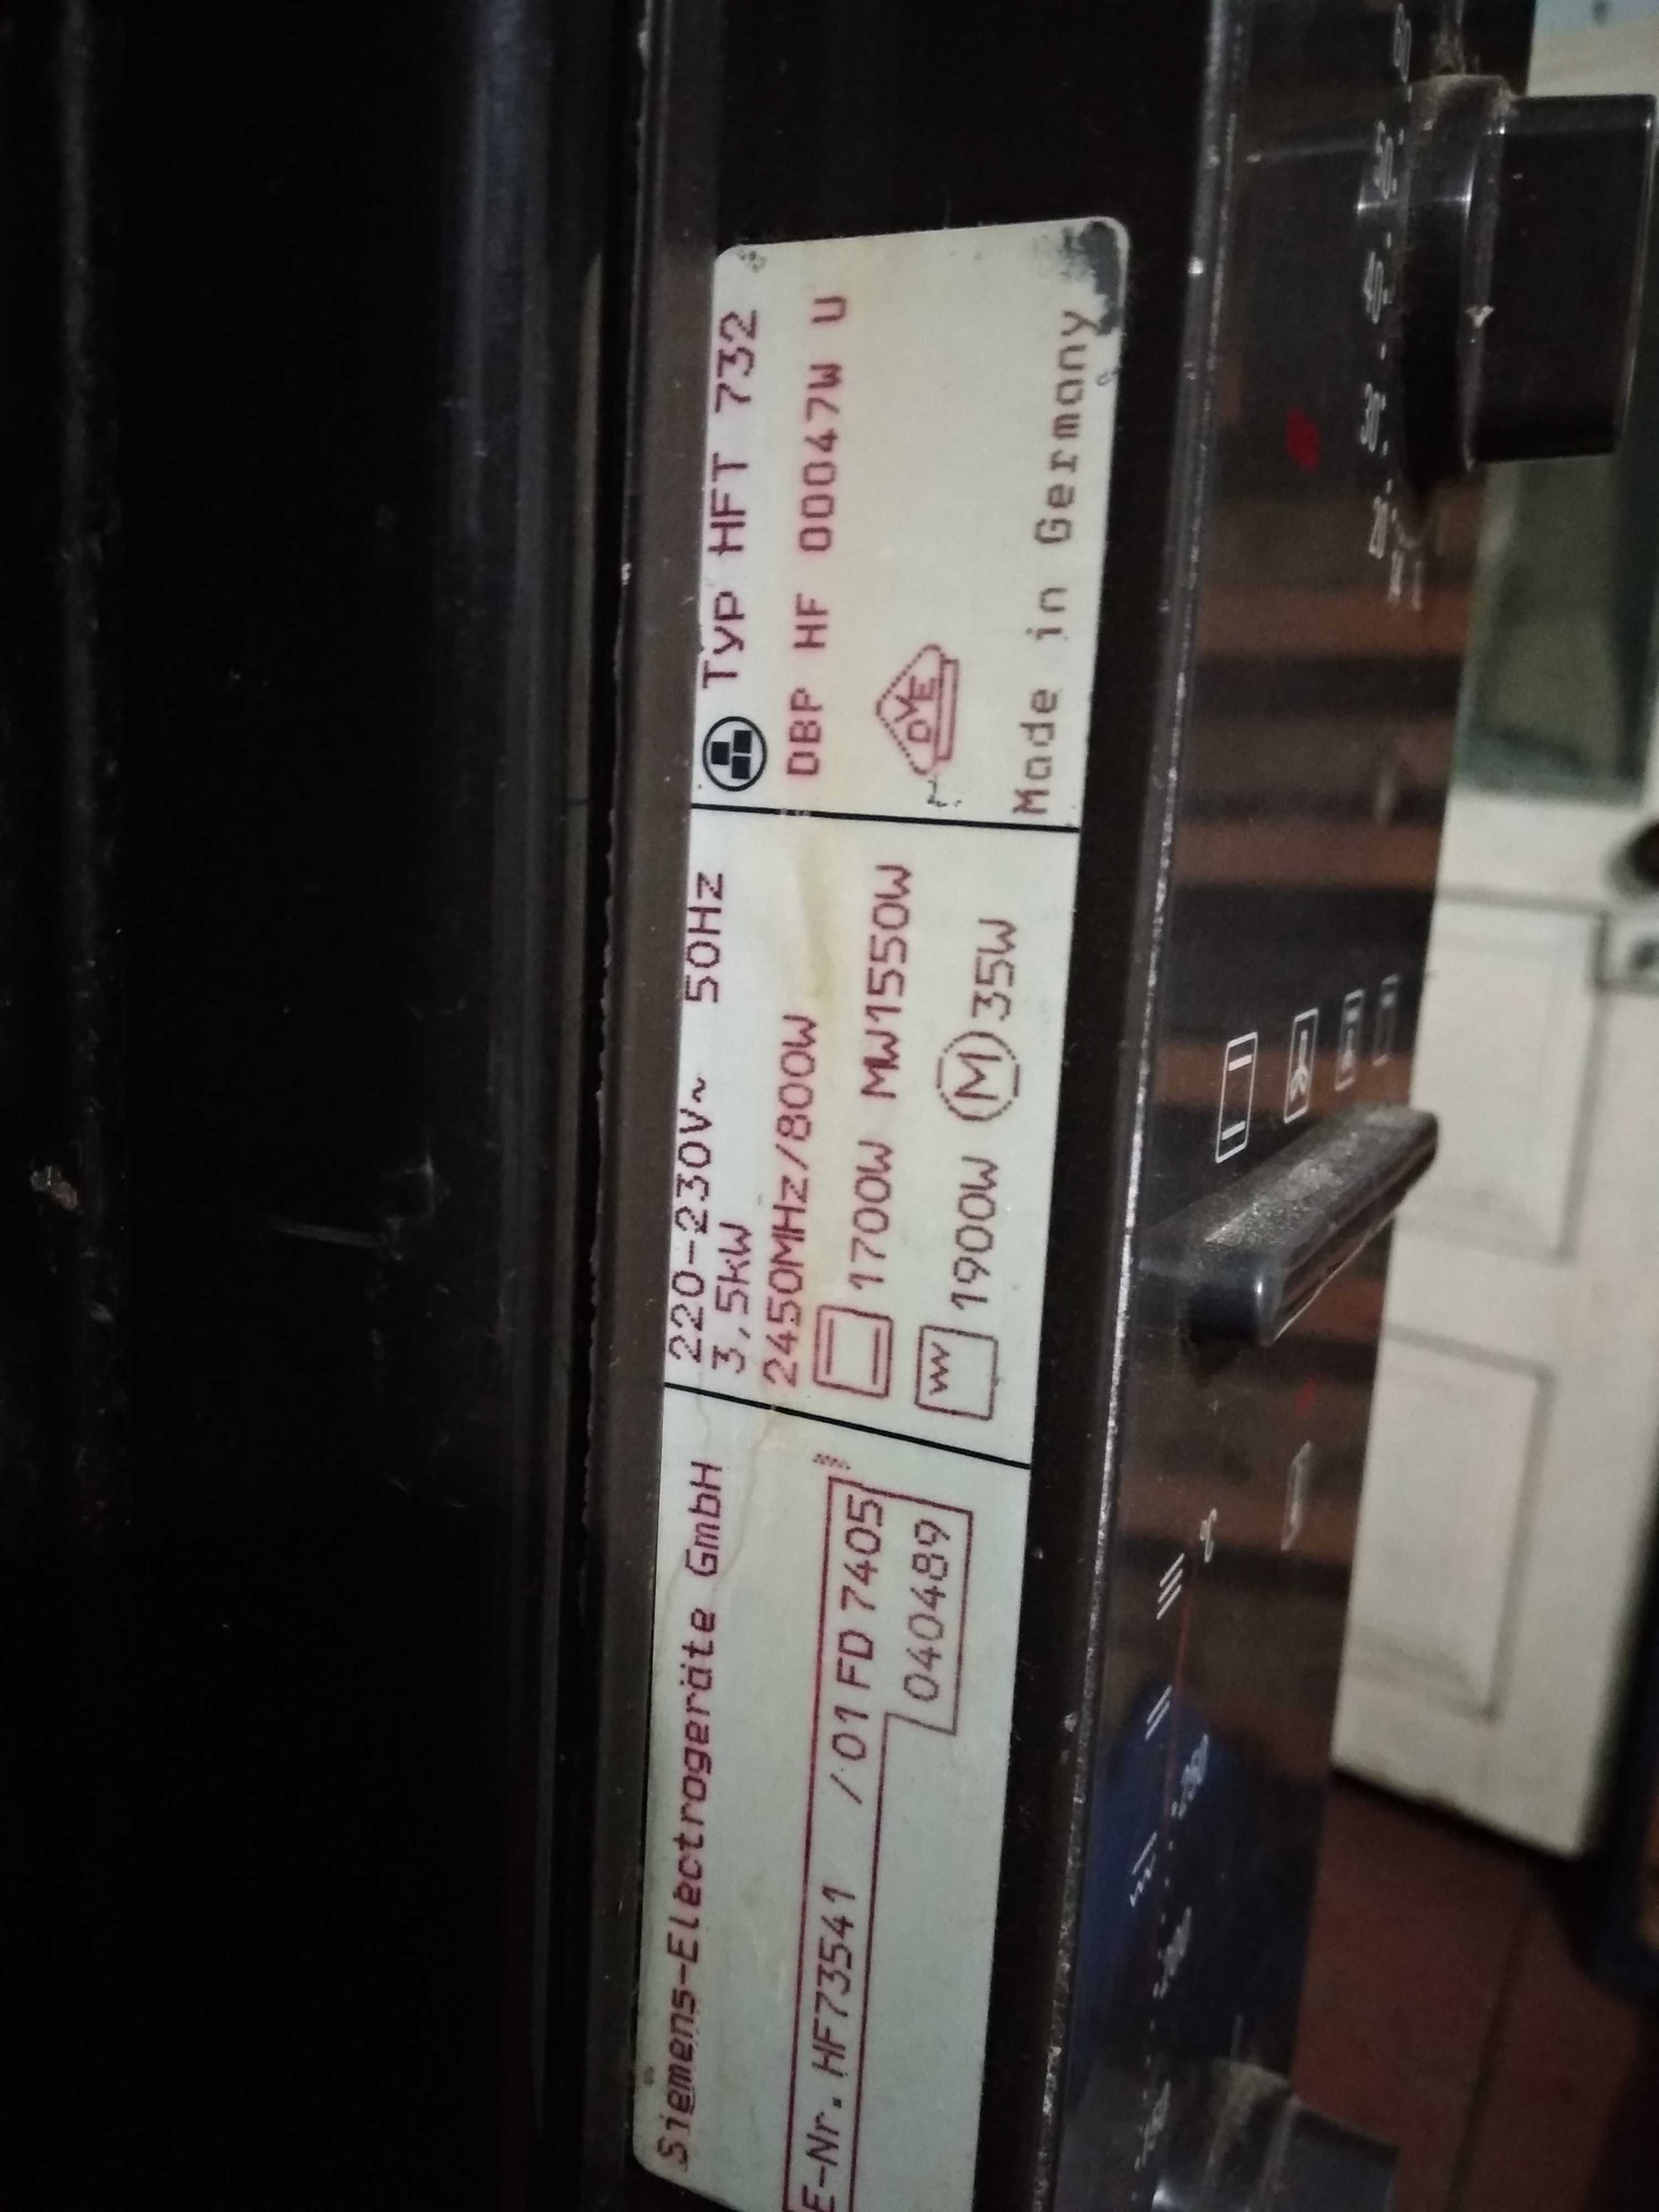 Siemens-Electrogeräte GmbH
E-Nr. HF73541 /01 FD 7405
040489
220-230V~ 50Hz
3,5kW
2450MHz/800W
1700W MW1550W
1900W M 35W
Typ HFT 732
DBP HF 00047W U
DVE
Made in Germany
°C